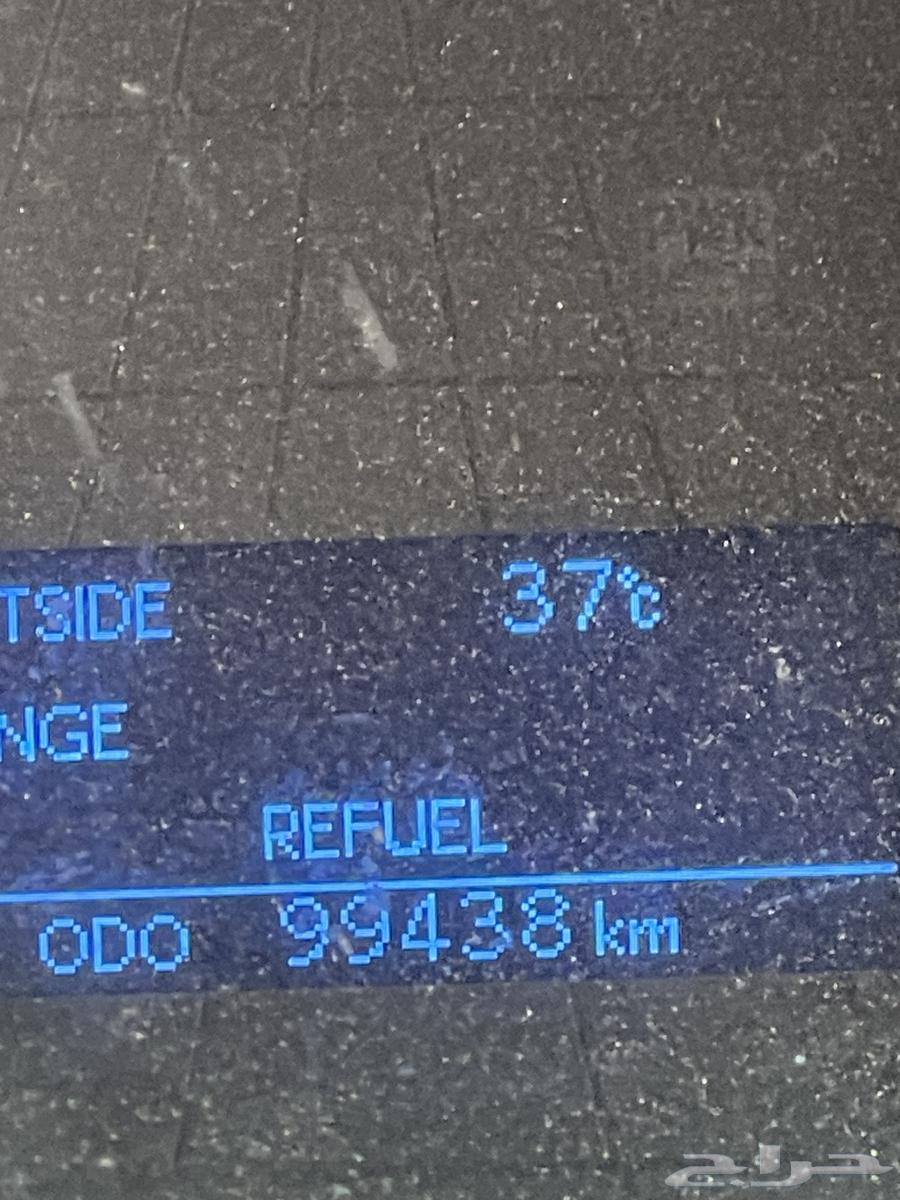 TSIDE 37°C
NGE
REFUEL
ODO 99438 km
حراج